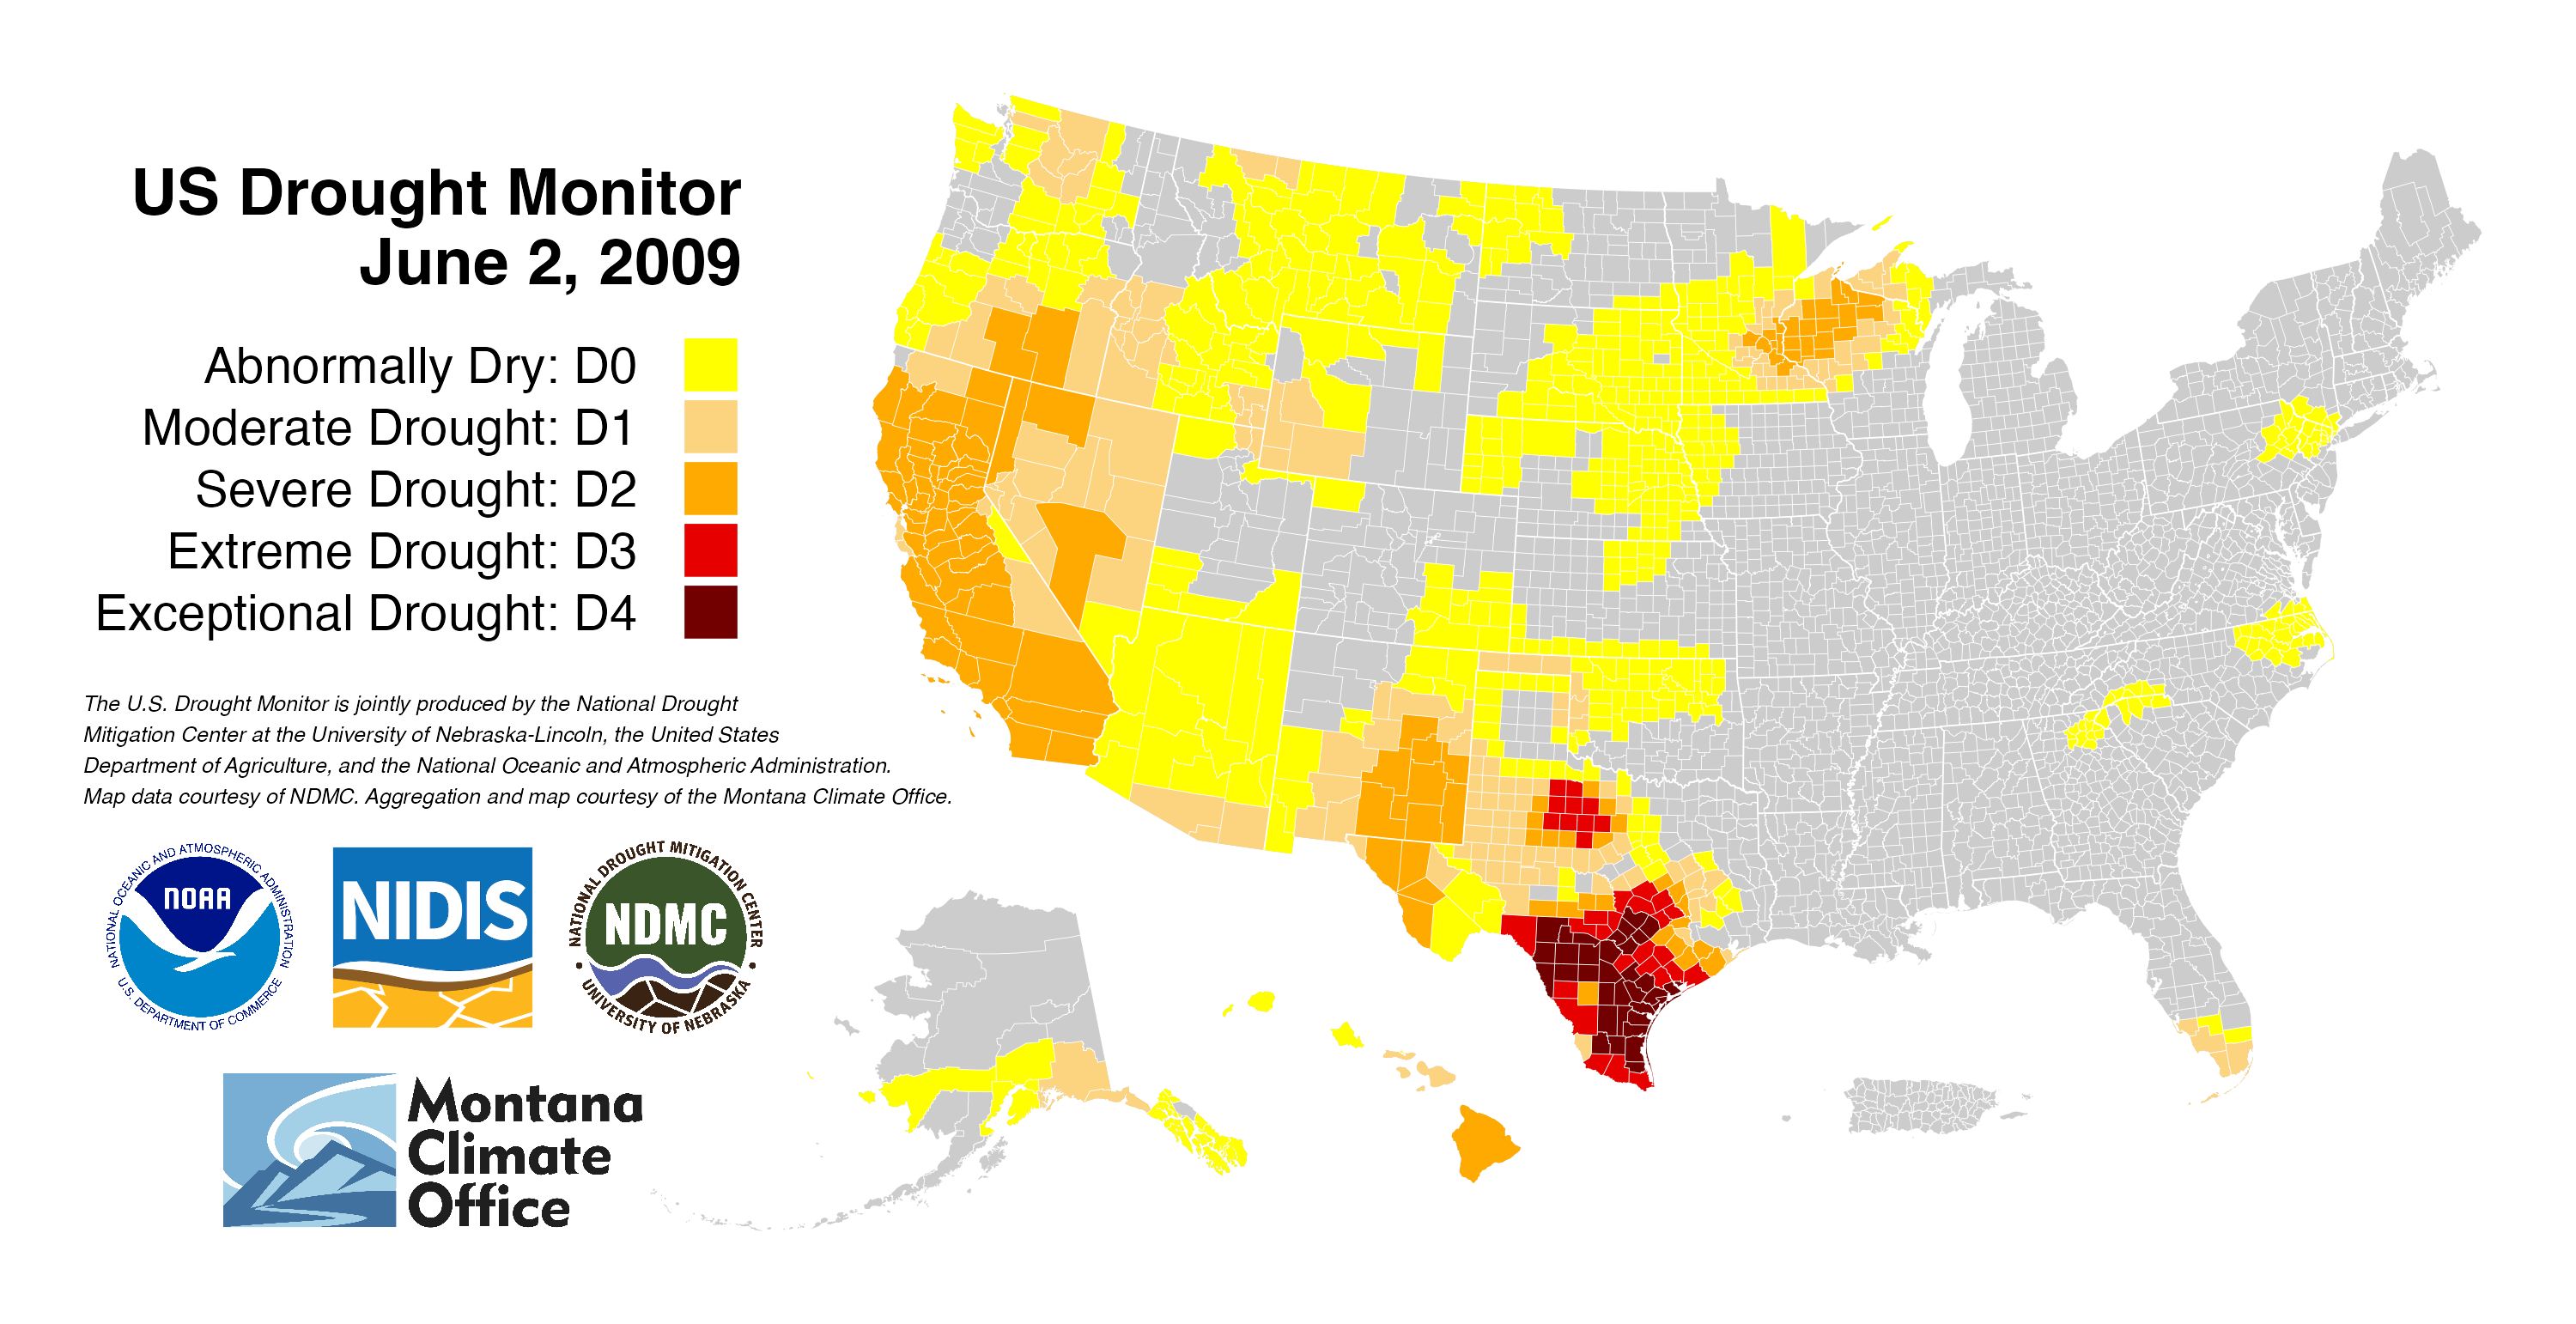 US Drought Monitor
June 2, 2009
Abnormally Dry: D0
Moderate Drought: D1
Severe Drought: D2
Extreme Drought: D3
Exceptional Drought: D4
The U.S. Drought Monitor is jointly produced by the National Drought
Mitigation Center at the University of Nebraska-Lincoln, the United States
Department of Agriculture, and the National Oceanic and Atmospheric Administration.
Map data courtesy of NDMC. Aggregation and map courtesy of the Montana Climate Office.
NATIONAL OCEANIC AND ATMOSPHERIC ADMINISTRATION
NOAA
U.S. DEPARTMENT OF COMMERCE
NIDIS
NATIONAL DROUGHT MITIGATION CENTER
NDMC
UNIVERSITY OF NEBRASKA
Montana
Climate
Office